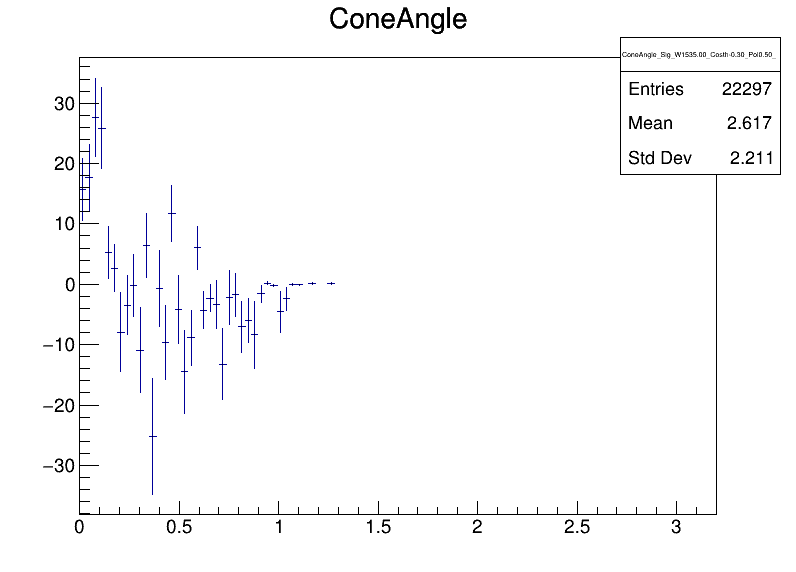 ConeAngle
ConeAngle_Sig_W1535.00_Costh-0.30_Pol0.50_
Entries 22297
Mean 2.617
Std Dev 2.211
30
20
10
0
−10
−20
−30
0 0.5 1 1.5 2 2.5 3